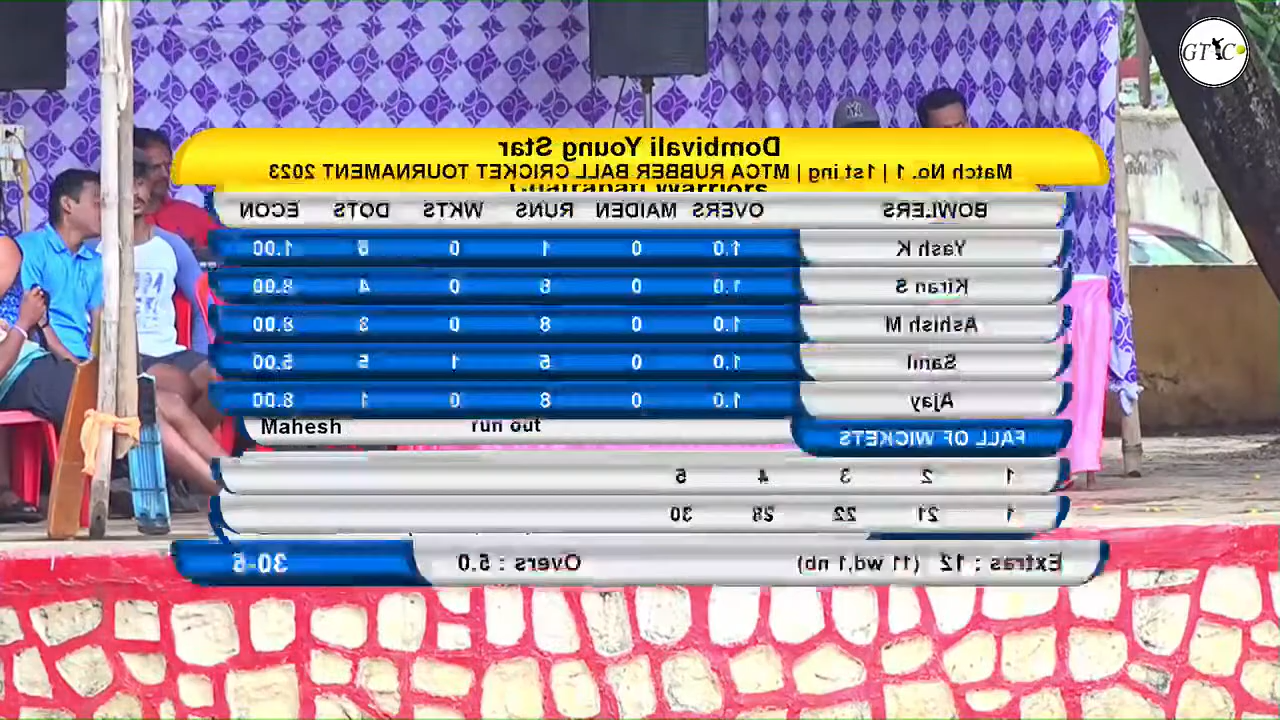 GTCC
Dombivali Young Star
Match No. 1 | 1st ing | MTCA RUBBER BALL CRICKET TOURNAMENT 2023
Warriors
BOWLERS OVERS MAIDEN RUNS WKTS DOTS ECON
Yash K 1.0 0 1 0 5 1.00
Kiran S 1.0 0 8 0 4 8.00
Ashish M 1.0 0 8 0 3 8.00
1.0 0 5 1 5 5.00
Ajay 1.0 0 8 0 1 8.00
Mahesh run out
FALL OF WICKETS
1 2 3 4 5
1 21 22 28 30
Extras : 12 (11 wd,1 nb) Overs : 5.0 30-5